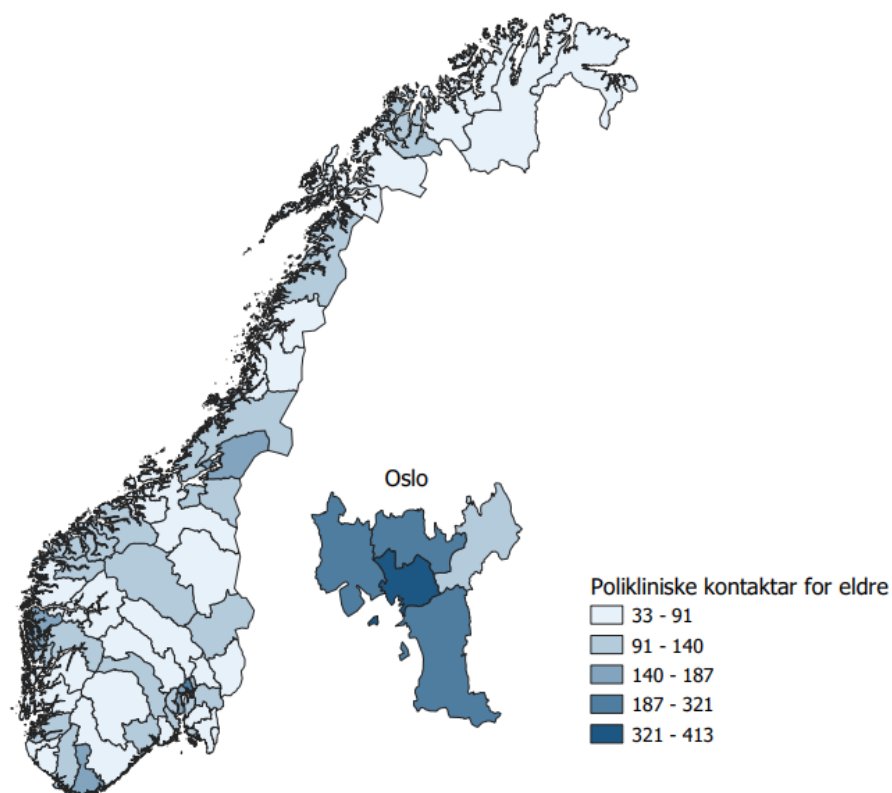 Oslo
Polikliniske kontaktar for eldre
33 - 91
91 - 140
140 - 187
187 - 321
321 - 413